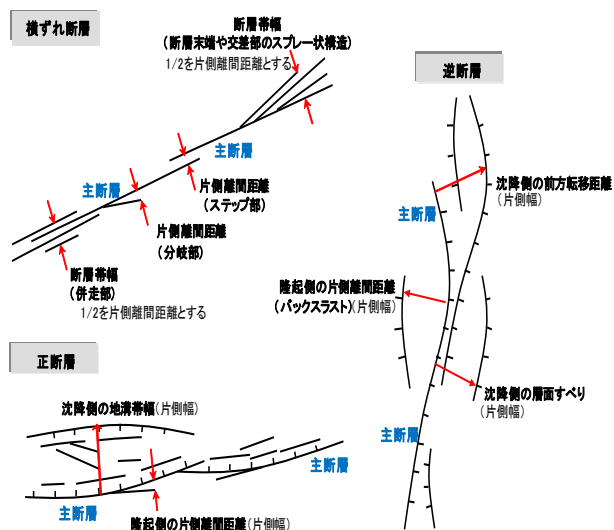 横ずれ断層
断層帯幅
(断層末端や交差部のスプレー状構造)
1/2を片側離間距離とする
主断層
主断層
片側離間距離
(ステップ部)
片側離間距離
(分岐部)
断層帯幅
(併走部)
1/2を片側離間距離とする
逆断層
沈降側の前方転移距離
(片側幅)
主断層
隆起側の片側離間距離
(バックスラスト)(片側幅)
沈降側の層面すべり
(片側幅)
主断層
正断層
沈降側の地溝帯幅(片側幅)
主断層
主断層
隆起側の片側離間距離(片側幅)